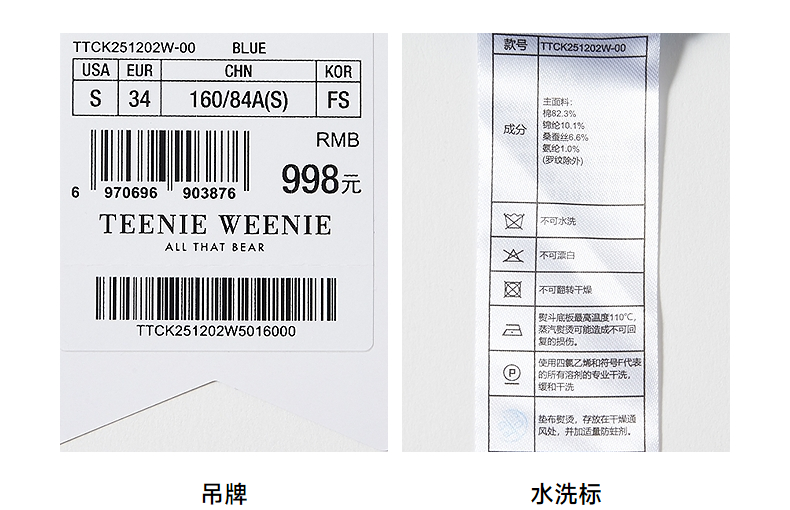 TTCK251202W-00 BLUE
USA EUR CHN KOR
S 34 160/84A(S) FS
RMB
998元
6 970696 903876
TEENIE WEENIE
ALL THAT BEAR
TTCK251202W5016000
吊牌
款号 TTCK251202W-00
成分
主面料：
棉82.3%
锦纶10.1%
桑蚕丝6.6%
氨纶1.0%
(罗纹除外)
不可水洗
不可漂白
不可翻转干燥
熨斗底板最高温度110℃，
蒸汽熨烫可能造成不可回
复的损伤。
P
使用四氯乙烯和符号F代表
的所有溶剂的专业干洗，
缓和干洗
垫布熨烫，存放在干燥通
风处，并加适量防蛀剂。
水洗标